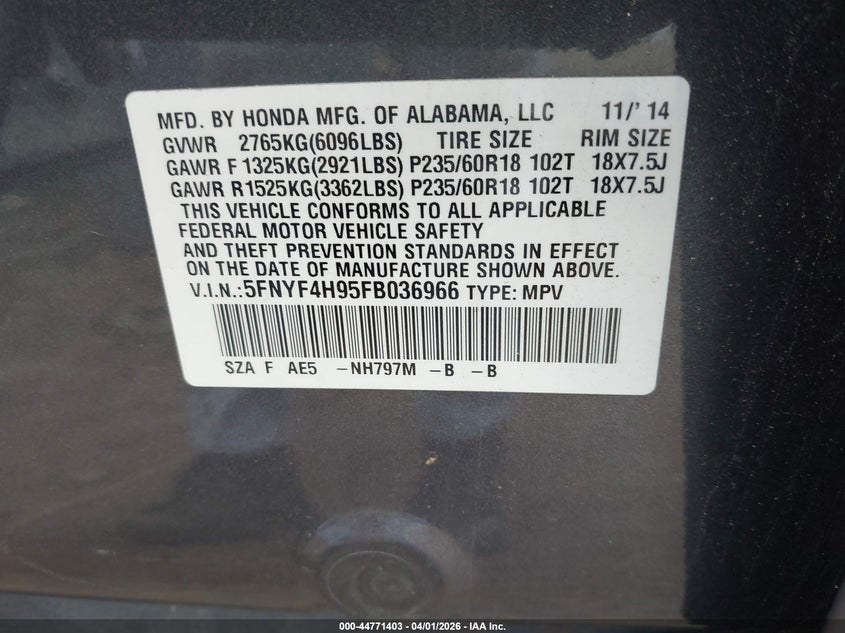 MFD. BY HONDA MFG. OF ALABAMA, LLC 11/' 14
GVWR 2765KG(6096LBS) TIRE SIZE RIM SIZE
GAWR F 1325KG(2921LBS) P235/60R18 102T 18X7.5J
GAWR R1525KG(3362LBS) P235/60R18 102T 18X7.5J
THIS VEHICLE CONFORMS TO ALL APPLICABLE
FEDERAL MOTOR VEHICLE SAFETY
AND THEFT PREVENTION STANDARDS IN EFFECT
ON THE DATE OF MANUFACTURE SHOWN ABOVE.
V.I.N.:5FNYF4H95FB036966 TYPE: MPV
SZA F AE5 -NH797M -B -B
000-44771403 - 04/01/2026 - IAA Inc.